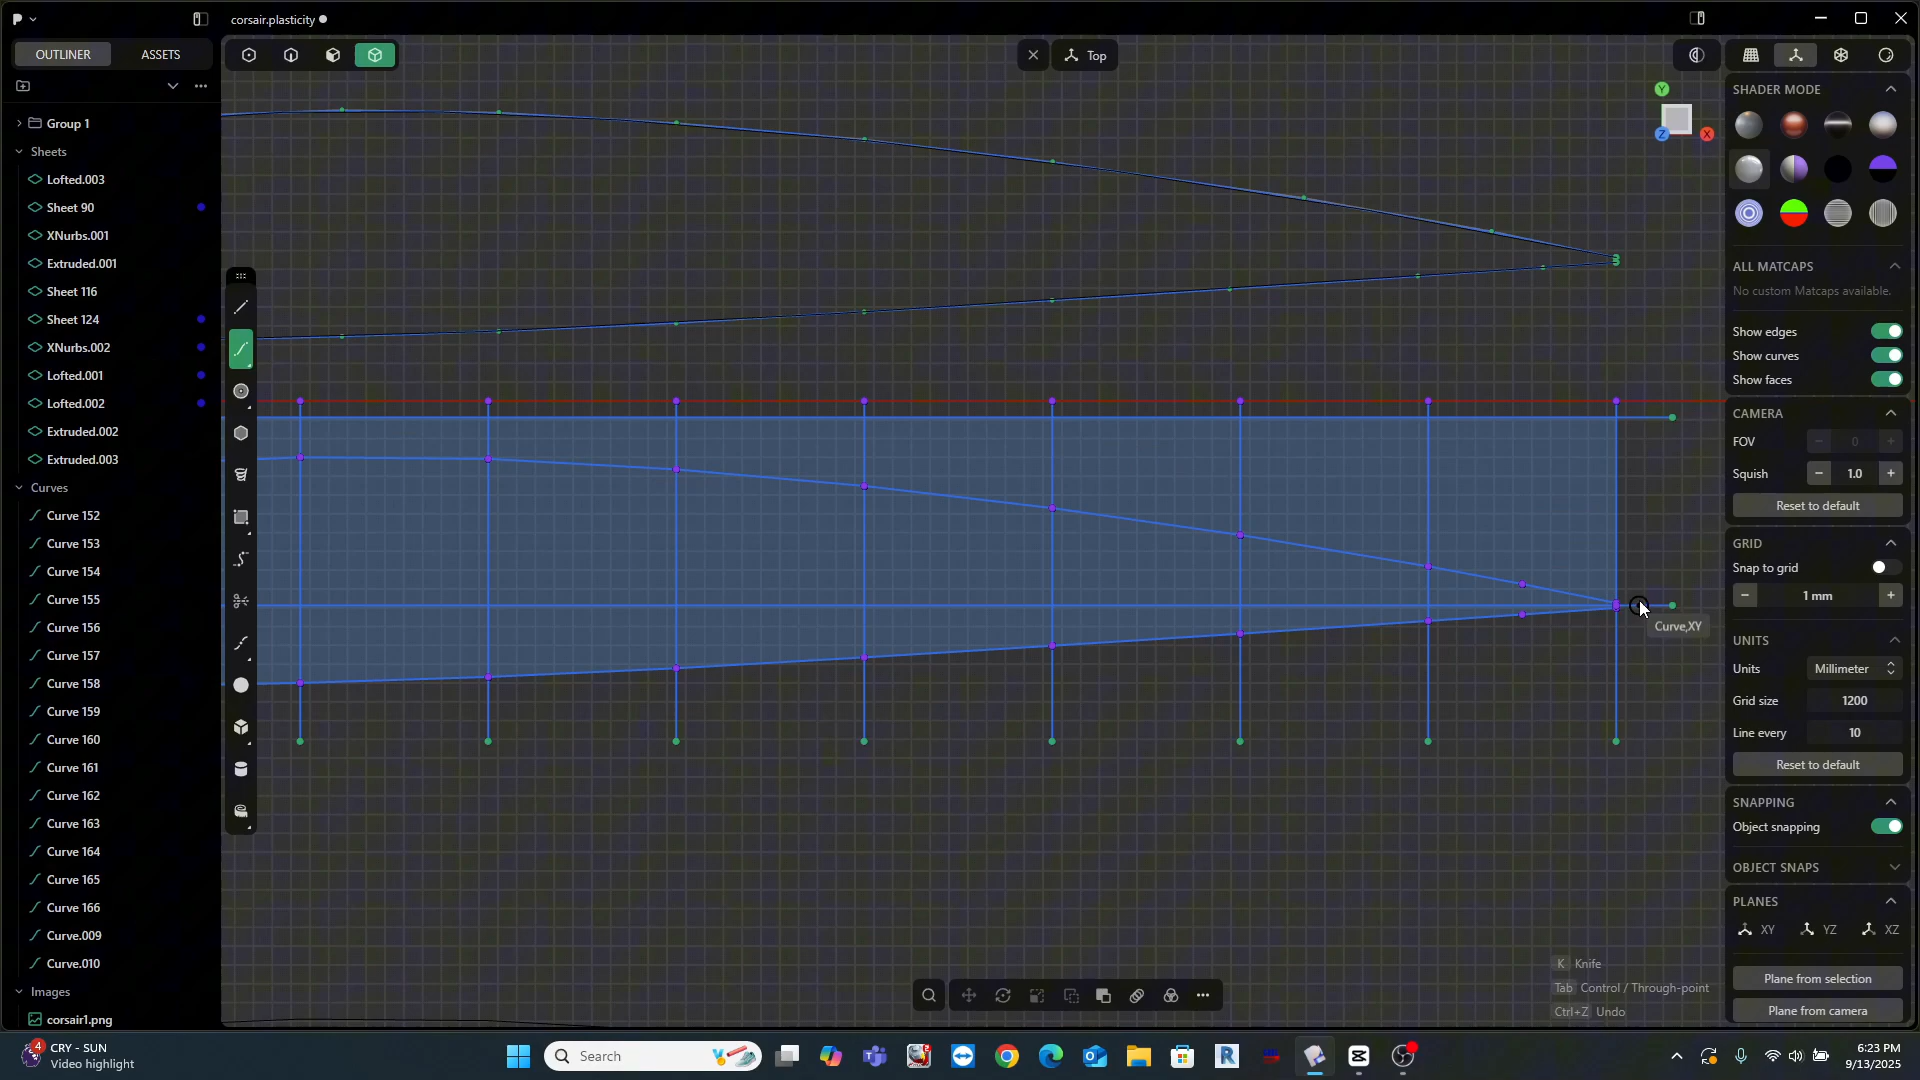 corsair.plasticity
OUTLINER
ASSETS
Group 1
Sheets
Lofted.003
Sheet 90
XNurbs.001
Extruded.001
Sheet 116
Sheet 124
XNurbs.002
Lofted.001
Lofted.002
Extruded.002
Extruded.003
Curves
Curve 152
Curve 153
Curve 154
Curve 155
Curve 156
Curve 157
Curve 158
Curve 159
Curve 160
Curve 161
Curve 162
Curve 163
Curve 164
Curve 165
Curve 166
Curve.009
Curve.010
Images
corsair1.png
Top
Y
Z
X
Curve,XY
K Knife
Tab Control / Through-point
Ctrl+Z Undo
SHADER MODE
ALL MATCAPS
No custom Matcaps available.
Show edges
Show curves
Show faces
CAMERA
FOV - 0 +
Squish - 1.0 +
Reset to default
GRID
Snap to grid
- 1 mm +
UNITS
Units Millimeter
Grid size 1200
Line every 10
Reset to default
SNAPPING
Object snapping
OBJECT SNAPS
PLANES
XY YZ XZ
Plane from selection
Plane from camera
4
CRY - SUN
Video highlight
Search
6:23 PM
9/13/2025